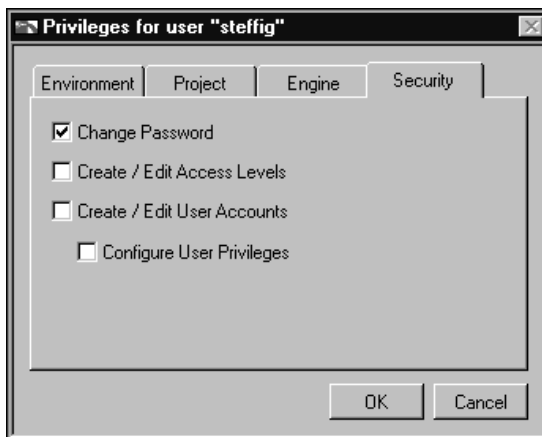 Privileges for user "steffig"
Environment Project Engine Security
Change Password
Create / Edit Access Levels
Create / Edit User Accounts
Configure User Privileges
OK Cancel